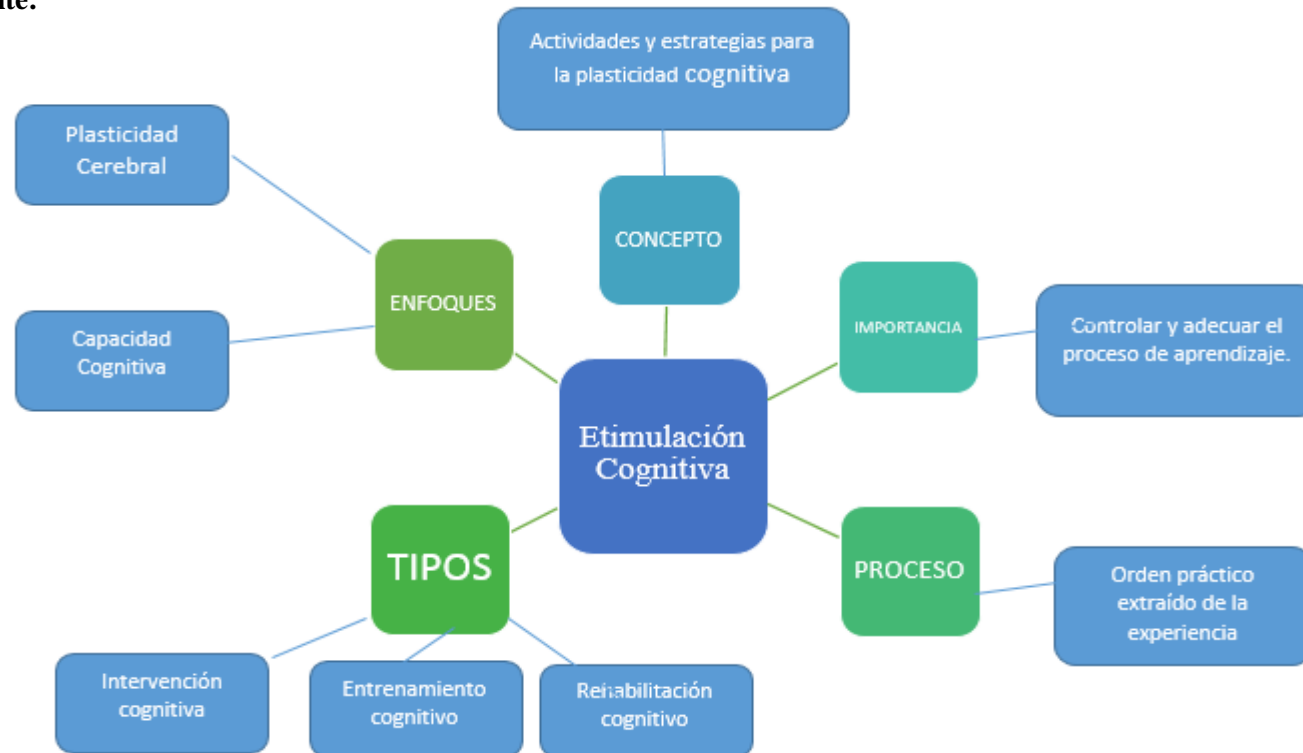 nte.
Actividades y estrategias para
la plasticidad cognitiva
Plasticidad
Cerebral
CONCEPTO
ENFOQUES
IMPORTANCIA
Controlar y adecuar el
proceso de aprendizaje.
Capacidad
Cognitiva
Etimulación
Cognitiva
TIPOS
PROCESO
Orden práctico
extraído de la
experiencia
Intervención
cognitiva
Entrenamiento
cognitivo
Rehabilitación
cognitivo